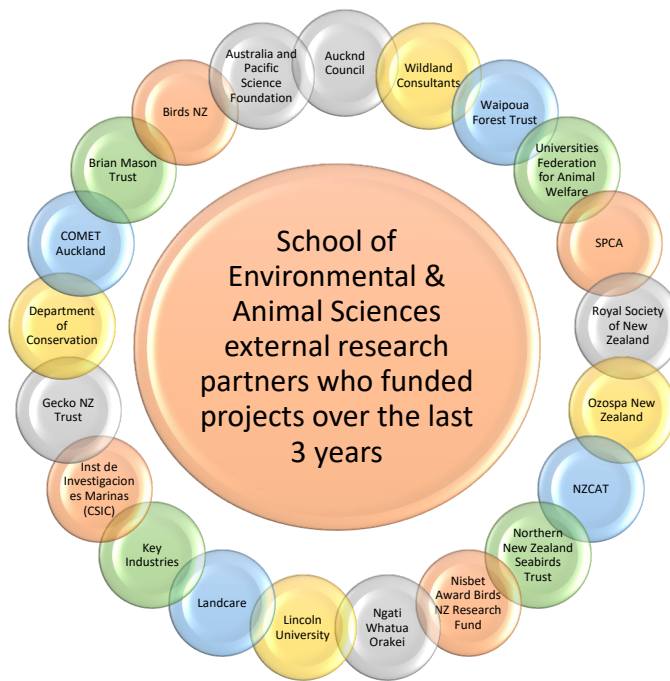 School of
Environmental &
Animal Sciences
external research
partners who funded
projects over the last
3 years
Aucknd
Council
Wildland
Consultants
Waipoua
Forest Trust
Universities
Federation
for Animal
Welfare
SPCA
Royal Society
of New
Zealand
Ozospa New
Zealand
NZCAT
Northern
New Zealand
Seabirds
Trust
Nisbet
Award Birds
NZ Research
Fund
Ngati
Whatua
Orakei
Lincoln
University
Landcare
Key
Industries
Inst de
Investigacion
es Marinas
(CSIC)
Gecko NZ
Trust
Department
of
Conservation
COMET
Auckland
Brian Mason
Trust
Birds NZ
Australia and
Pacific
Science
Foundation